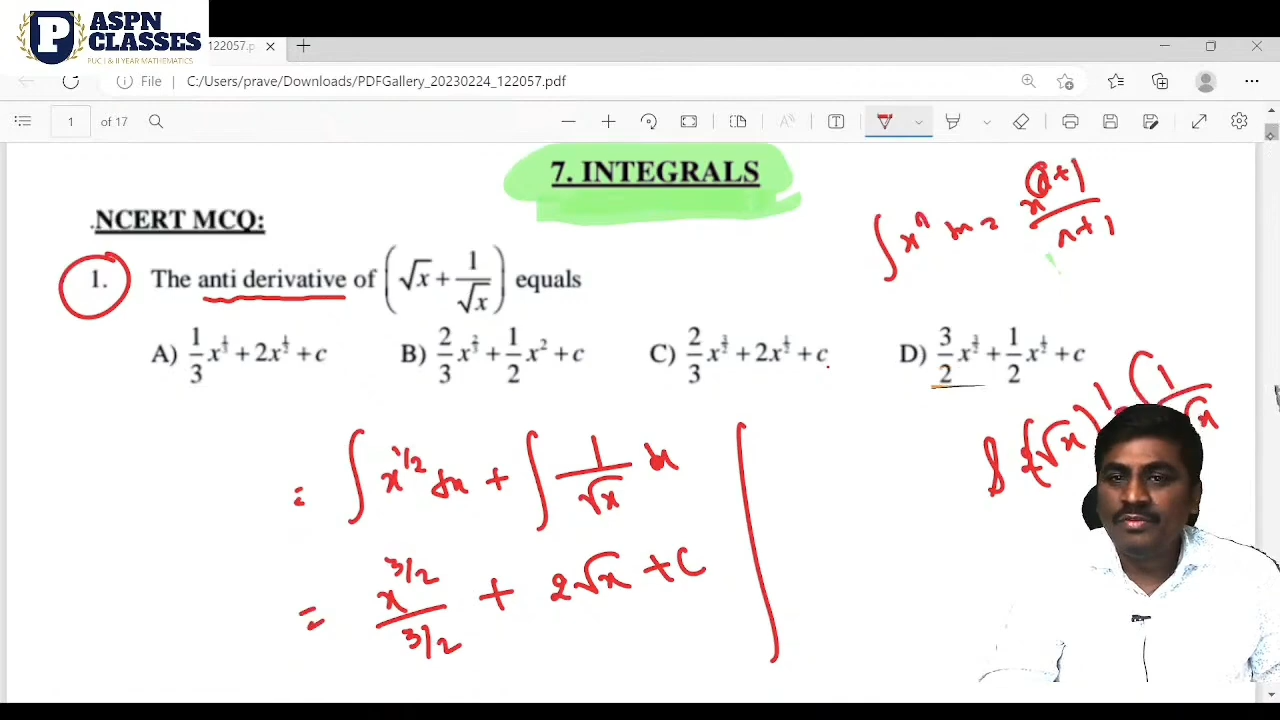 ASPN
CLASSES
PUC I & II YEAR MATHEMATICS
122057.p
File C:/Users/prave/Downloads/PDFGallery_20230224_122057.pdf
1 of 17
7. INTEGRALS
.NCERT MCQ:
∫ xⁿ dx = x^(n+1)/(n+1)
1. The anti derivative of (√x + 1/√x) equals
A) 1/3 x^(1/3) + 2x^(1/2) + c B) 2/3 x^(2/3) + 1/2 x² + c C) 2/3 x^(3/2) + 2x^(1/2) + c D) 3/2 x^(3/2) + 1/2 x^(1/2) + c
= ∫ x^(1/2) dx + ∫ 1/√x dx
= x^(3/2)/(3/2) + 2√x + C